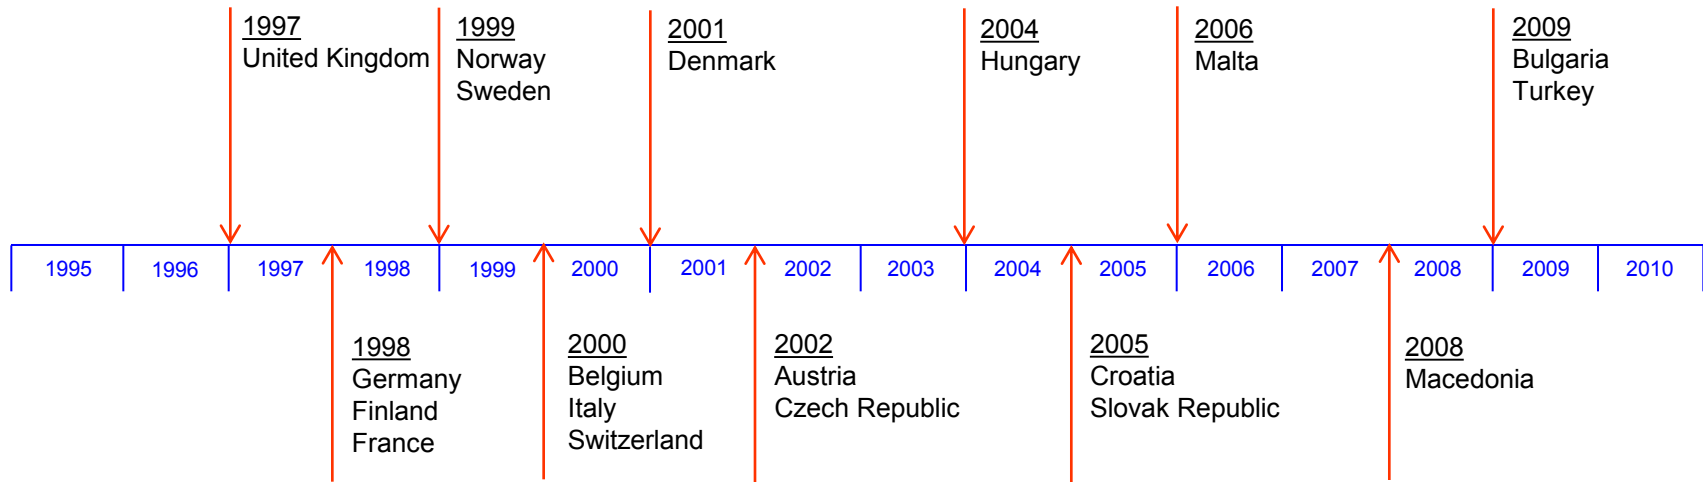 1997
United Kingdom
1999
Norway
Sweden
2001
Denmark
2004
Hungary
2006
Malta
2009
Bulgaria
Turkey
1995 1996 1997 1998 1999 2000 2001 2002 2003 2004 2005 2006 2007 2008 2009 2010
1998
Germany
Finland
France
2000
Belgium
Italy
Switzerland
2002
Austria
Czech Republic
2005
Croatia
Slovak Republic
2008
Macedonia